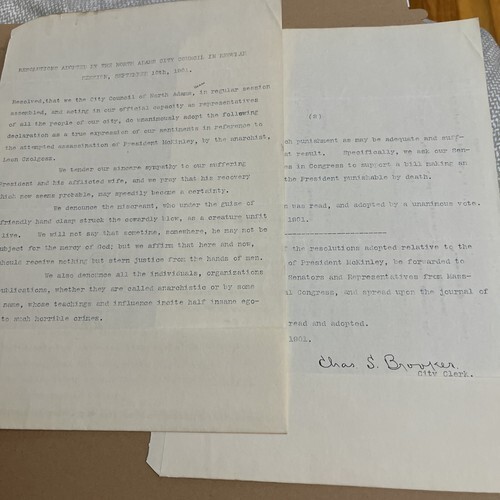 RESOLUTIONS ADOPTED BY THE NORTH ADAMS CITY COUNCIL IN REGULAR
SESSION, SEPTEMBER 10th, 1901.
Resolved, that we the City Council of North Adams, in regular session
assembled, and acting in our official capacity as representatives
of all the people of our city, do unanimously adopt the following
declaration as a true expression of our sentiments in reference to
the attempted assassination of President McKinley, by the anarchist,
Leon Czolgosz.
We tender our sincere sympathy to our suffering
President and his afflicted wife, and we pray that his recovery
which now seems probable, may speedily become a certainty.
We denounce the miscreant, who under the guise of
friendly hand clasp struck the cowardly blow, as a creature unfit
live. We will not say that sometime, somewhere, he may not be
subject for the mercy of God; but we affirm that here and now,
should receive nothing but stern justice from the hands of men.
We also denounce all the individuals, organizations
publications, whether they are called anarchistic or by some
name, whose teachings and influence incite half insane ego-
to such horrible crimes.
(2)
punishment as may be adequate and suff-
result. Specifically, we ask our Sen-
in Congress to support a bill making an
the President punishable by death.
was read, and adopted by a unanimous vote.
1901.
the resolutions adopted relative to the
of President McKinley, be forwarded to
Senators and Representatives from Mass-
Congress, and spread upon the journal of
read and adopted.
1901.
Chas S. Brooker
City Clerk.